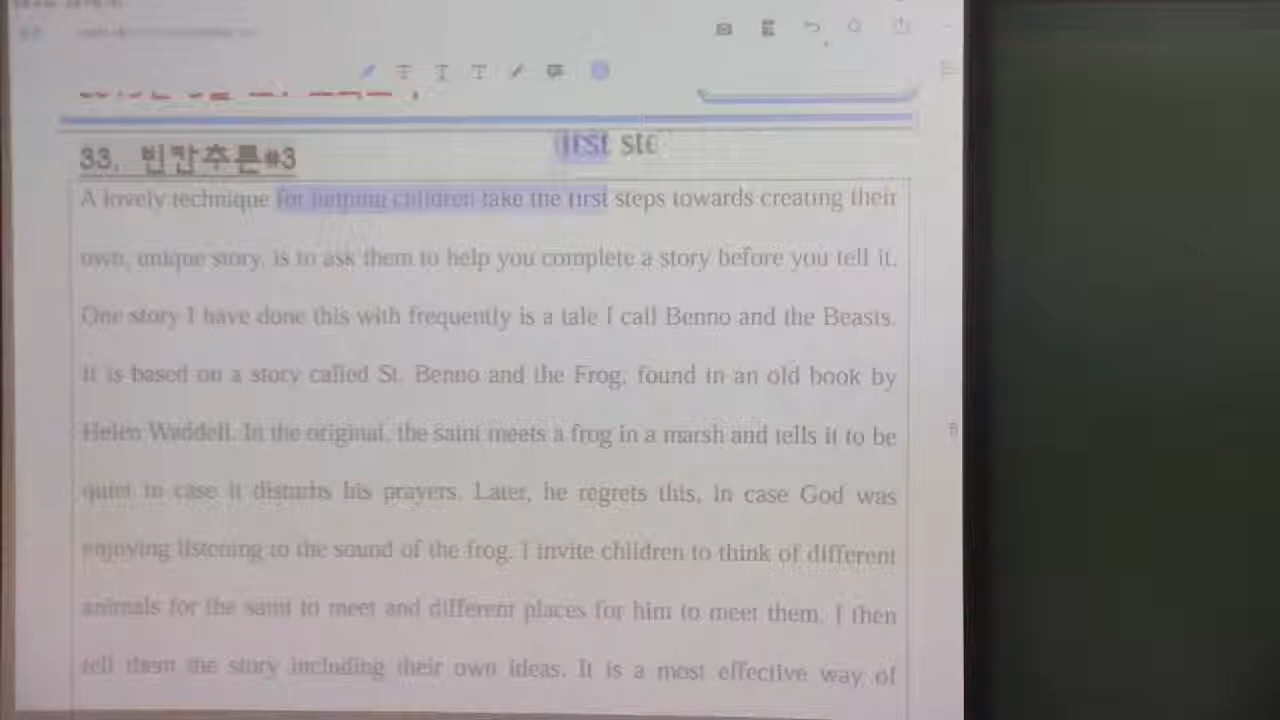 33. 빈칸추론#3
first ste
A lovely technique for helping children take the first steps towards creating their
own, unique story, is to ask them to help you complete a story before you tell it.
One story I have done this with frequently is a tale I call Benno and the Beasts.
It is based on a story called St. Benno and the Frog, found in an old book by
Helen Waddell. In the original, the saint meets a frog in a marsh and tells it to be
quiet in case it disturbs his prayers. Later, he regrets this, in case God was
enjoying listening to the sound of the frog. I invite children to think of different
animals for the saint to meet and different places for him to meet them. I then
tell them the story including their own ideas. It is a most effective way of